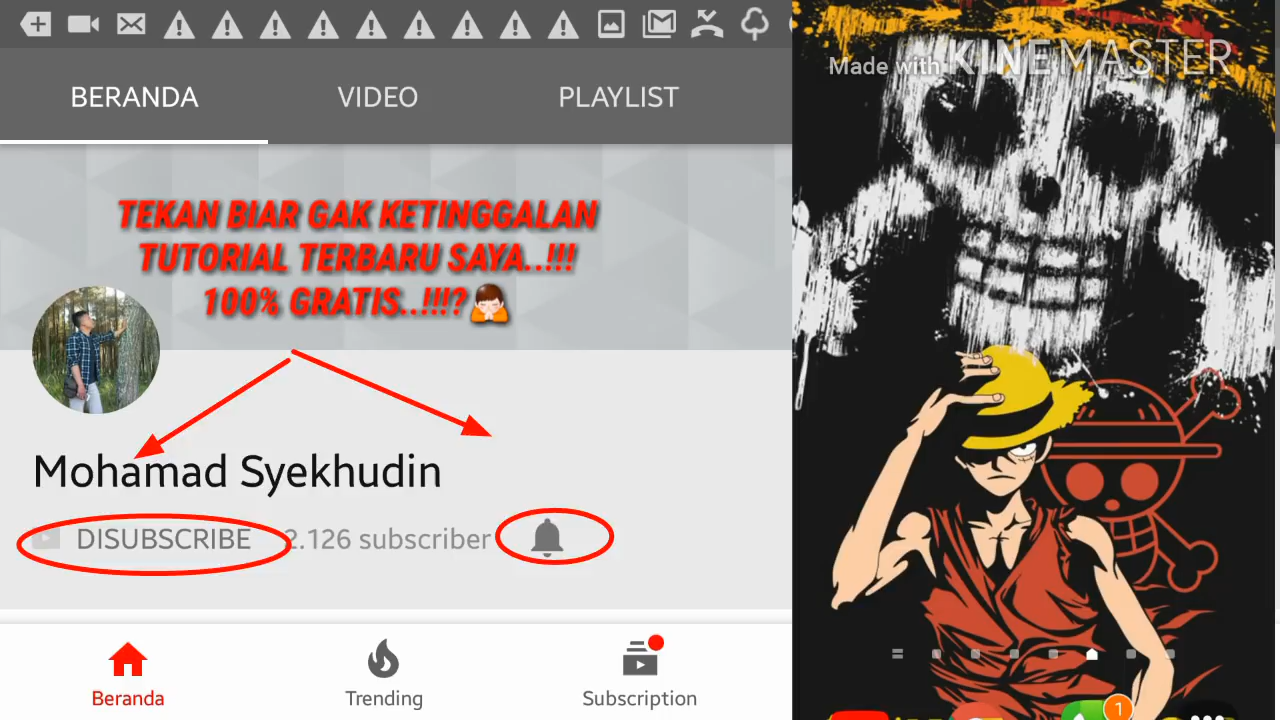 BERANDA VIDEO PLAYLIST
TEKAN BIAR GAK KETINGGALAN
TUTORIAL TERBARU SAYA..!!!
100% GRATIS..!!!?
Mohamad Syekhudin
DISUBSCRIBE 2.126 subscriber
Beranda Trending Subscription
Made with KINEMASTER
1